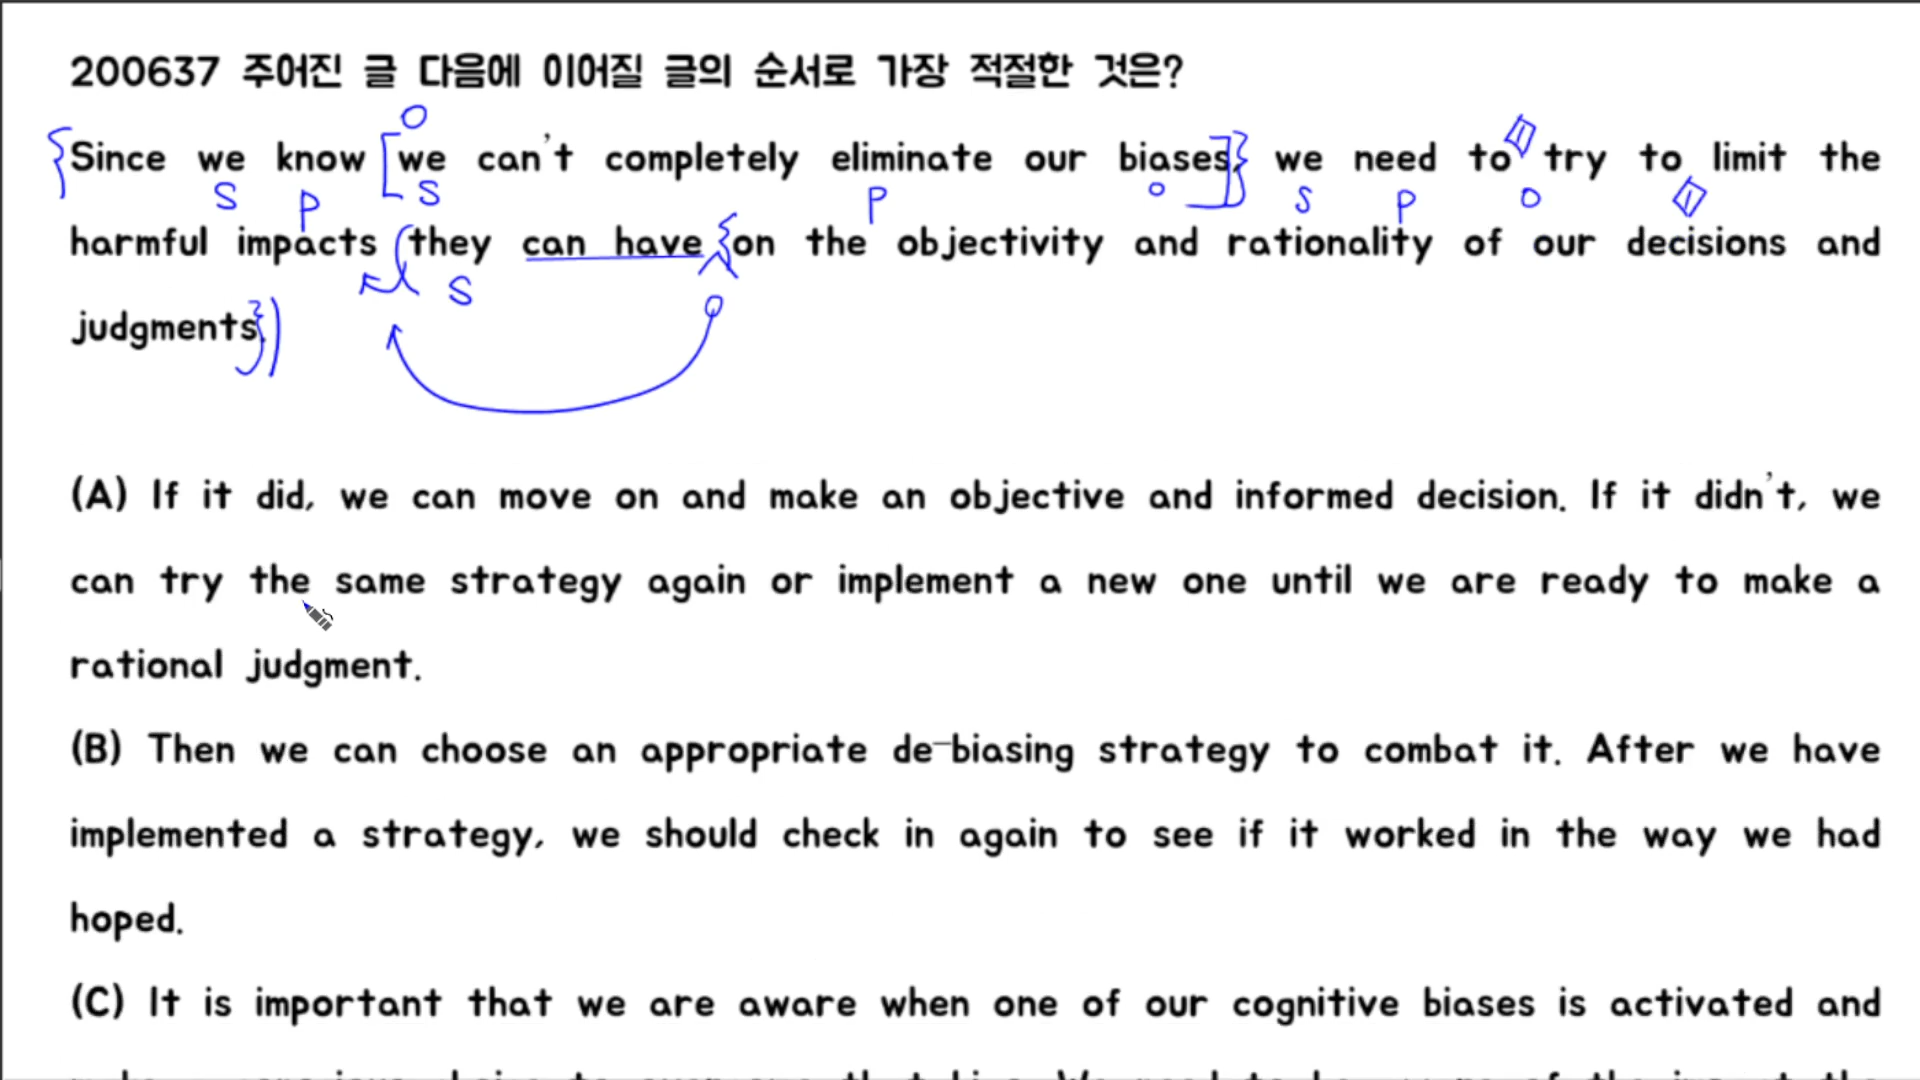 200637 주어진 글 다음에 이어질 글의 순서로 가장 적절한 것은?
O
Since we know we can't completely eliminate our biases, we need to try to limit the
S P S P O S P O
harmful impacts they can have on the objectivity and rationality of our decisions and
S O
judgments.
(A) If it did, we can move on and make an objective and informed decision. If it didn't, we
can try the same strategy again or implement a new one until we are ready to make a
rational judgment.
(B) Then we can choose an appropriate de-biasing strategy to combat it. After we have
implemented a strategy, we should check in again to see if it worked in the way we had
hoped.
(C) It is important that we are aware when one of our cognitive biases is activated and